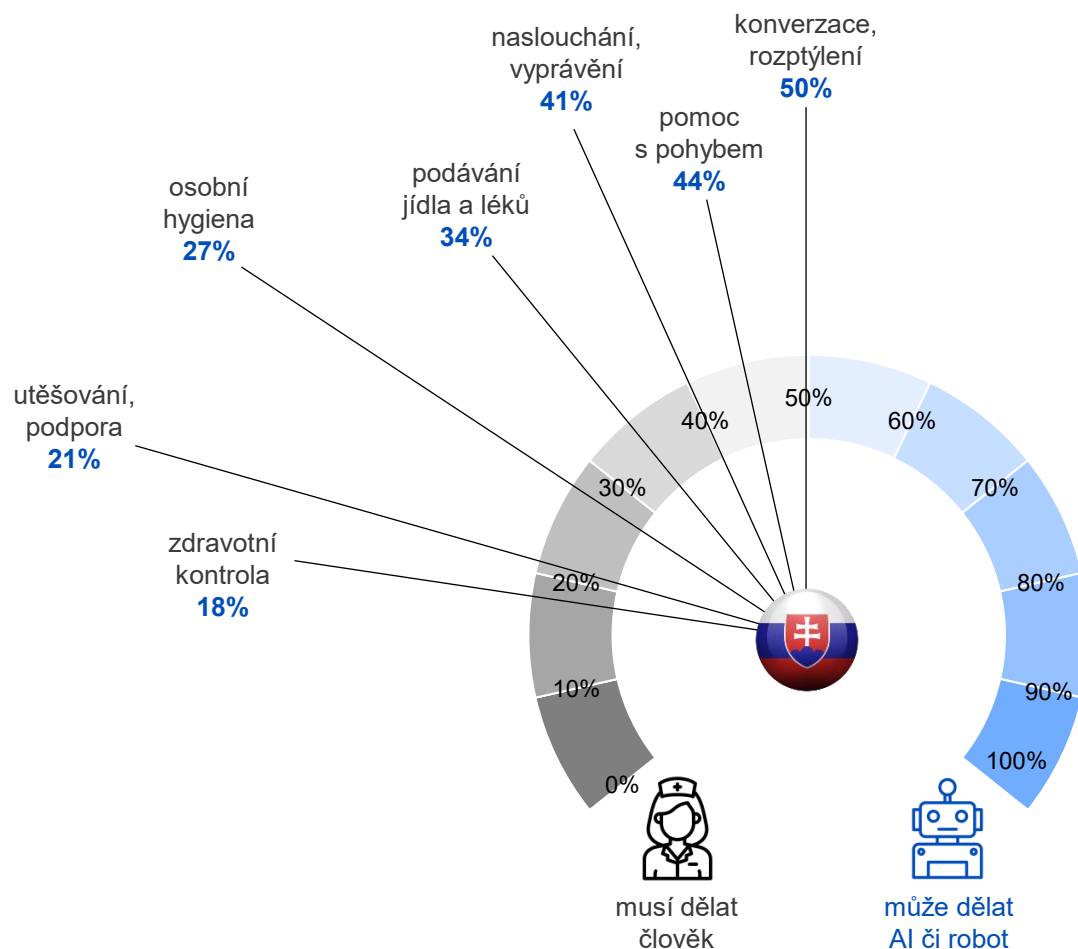 konverzace,
rozptýlení
50%
naslouchání,
vyprávění
41%
pomoc
s pohybem
44%
podávání
jídla a léků
34%
osobní
hygiena
27%
utěšování,
podpora
21%
zdravotní
kontrola
18%
0%
10%
20%
30%
40%
50%
60%
70%
80%
90%
100%
musí dělat
člověk
může dělat
AI či robot